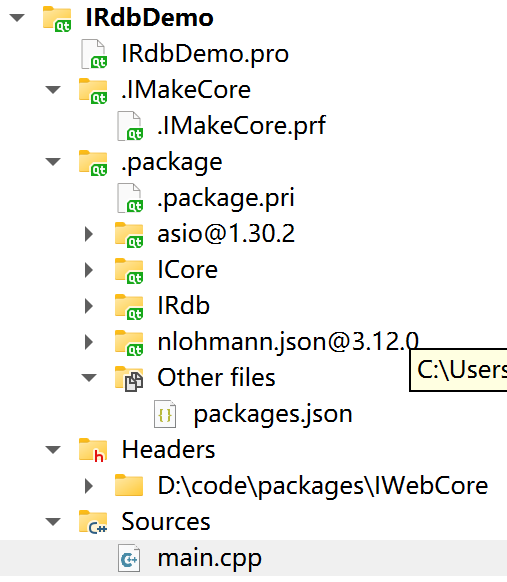 IRdbDemo
IRdbDemo.pro
.IMakeCore
.IMakeCore.prf
.package
.package.pri
asio@1.30.2
ICore
IRdb
nlohmann.json@3.12.0
C:\Users
Other files
packages.json
Headers
D:\code\packages\IWebCore
Sources
main.cpp